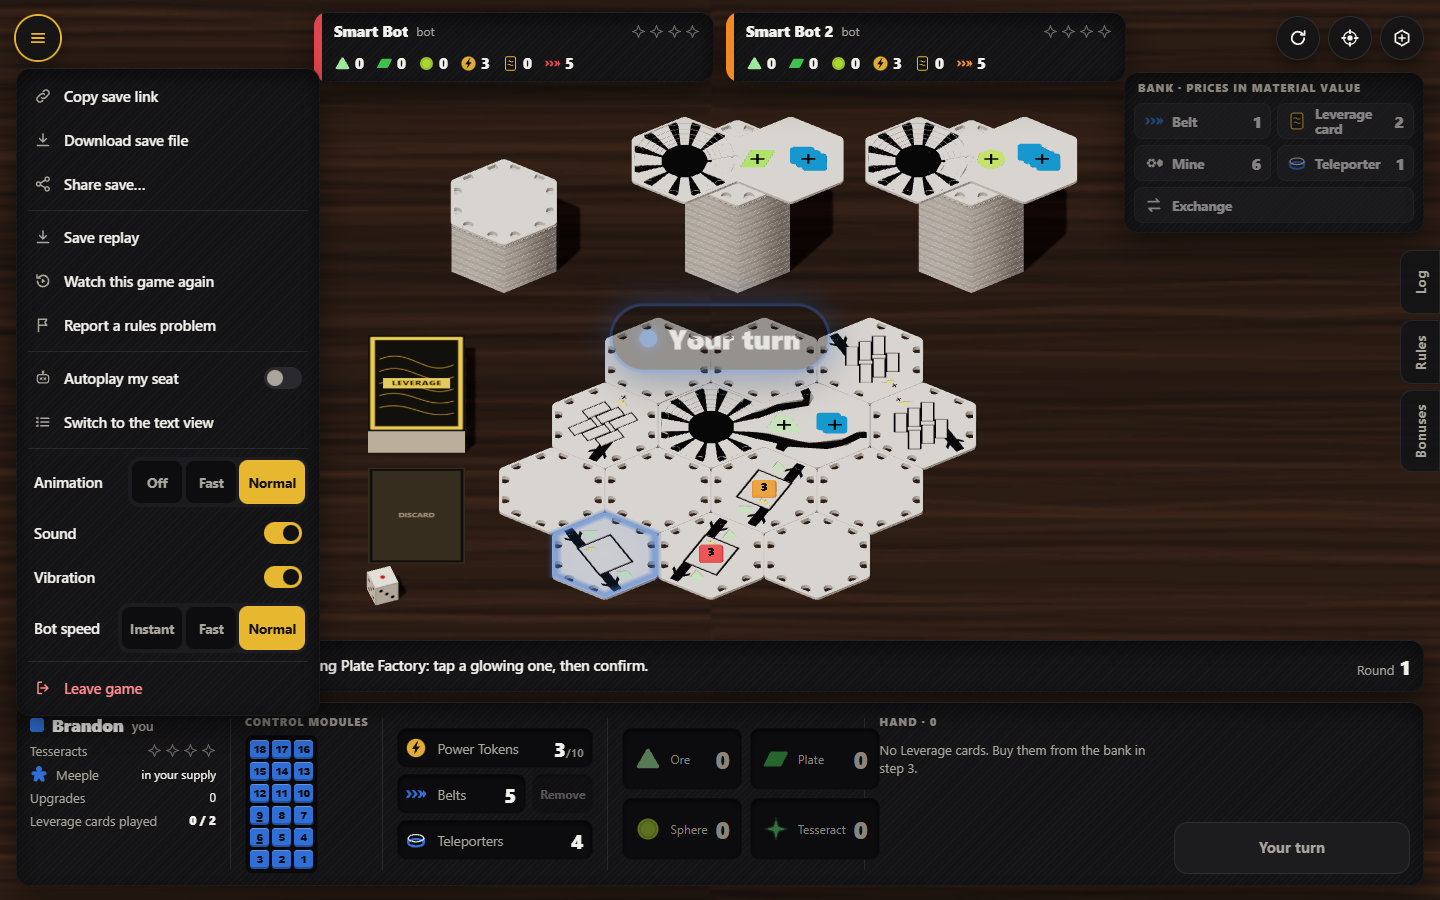 Smart Bot bot
0 0 0 3 0 5
Smart Bot 2 bot
0 0 0 3 0 5
Copy save link
Download save file
Share save...
Save replay
Watch this game again
Report a rules problem
Autoplay my seat
Switch to the text view
Animation Off Fast Normal
Sound
Vibration
Bot speed Instant Fast Normal
Leave game
BANK · PRICES IN MATERIAL VALUE
Belt 1
Leverage card 2
Mine 6
Teleporter 1
Exchange
Log
Rules
Bonuses
Your turn
LEVERAGE
DISCARD
3
3
ng Plate Factory: tap a glowing one, then confirm.
Round 1
Brandon you
Tesseracts
Meeple in your supply
Upgrades 0
Leverage cards played 0 / 2
CONTROL MODULES
18 17 16
15 14 13
12 11 10
9 8 7
6 5 4
3 2 1
Power Tokens 3/10
Belts 5 Remove
Teleporters 4
Ore 0
Plate 0
Sphere 0
Tesseract 0
HAND · 0
No Leverage cards. Buy them from the bank in
step 3.
Your turn